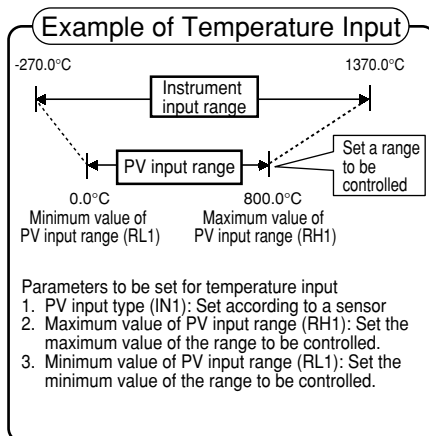 Example of Temperature Input
-270.0°C 1370.0°C
Instrument
input range
PV input range
Set a range
to be
controlled
0.0°C 800.0°C
Minimum value of Maximum value of
PV input range (RL1) PV input range (RH1)
Parameters to be set for temperature input
1. PV input type (IN1): Set according to a sensor
2. Maximum value of PV input range (RH1): Set the
maximum value of the range to be controlled.
3. Minimum value of PV input range (RL1): Set the
minimum value of the range to be controlled.